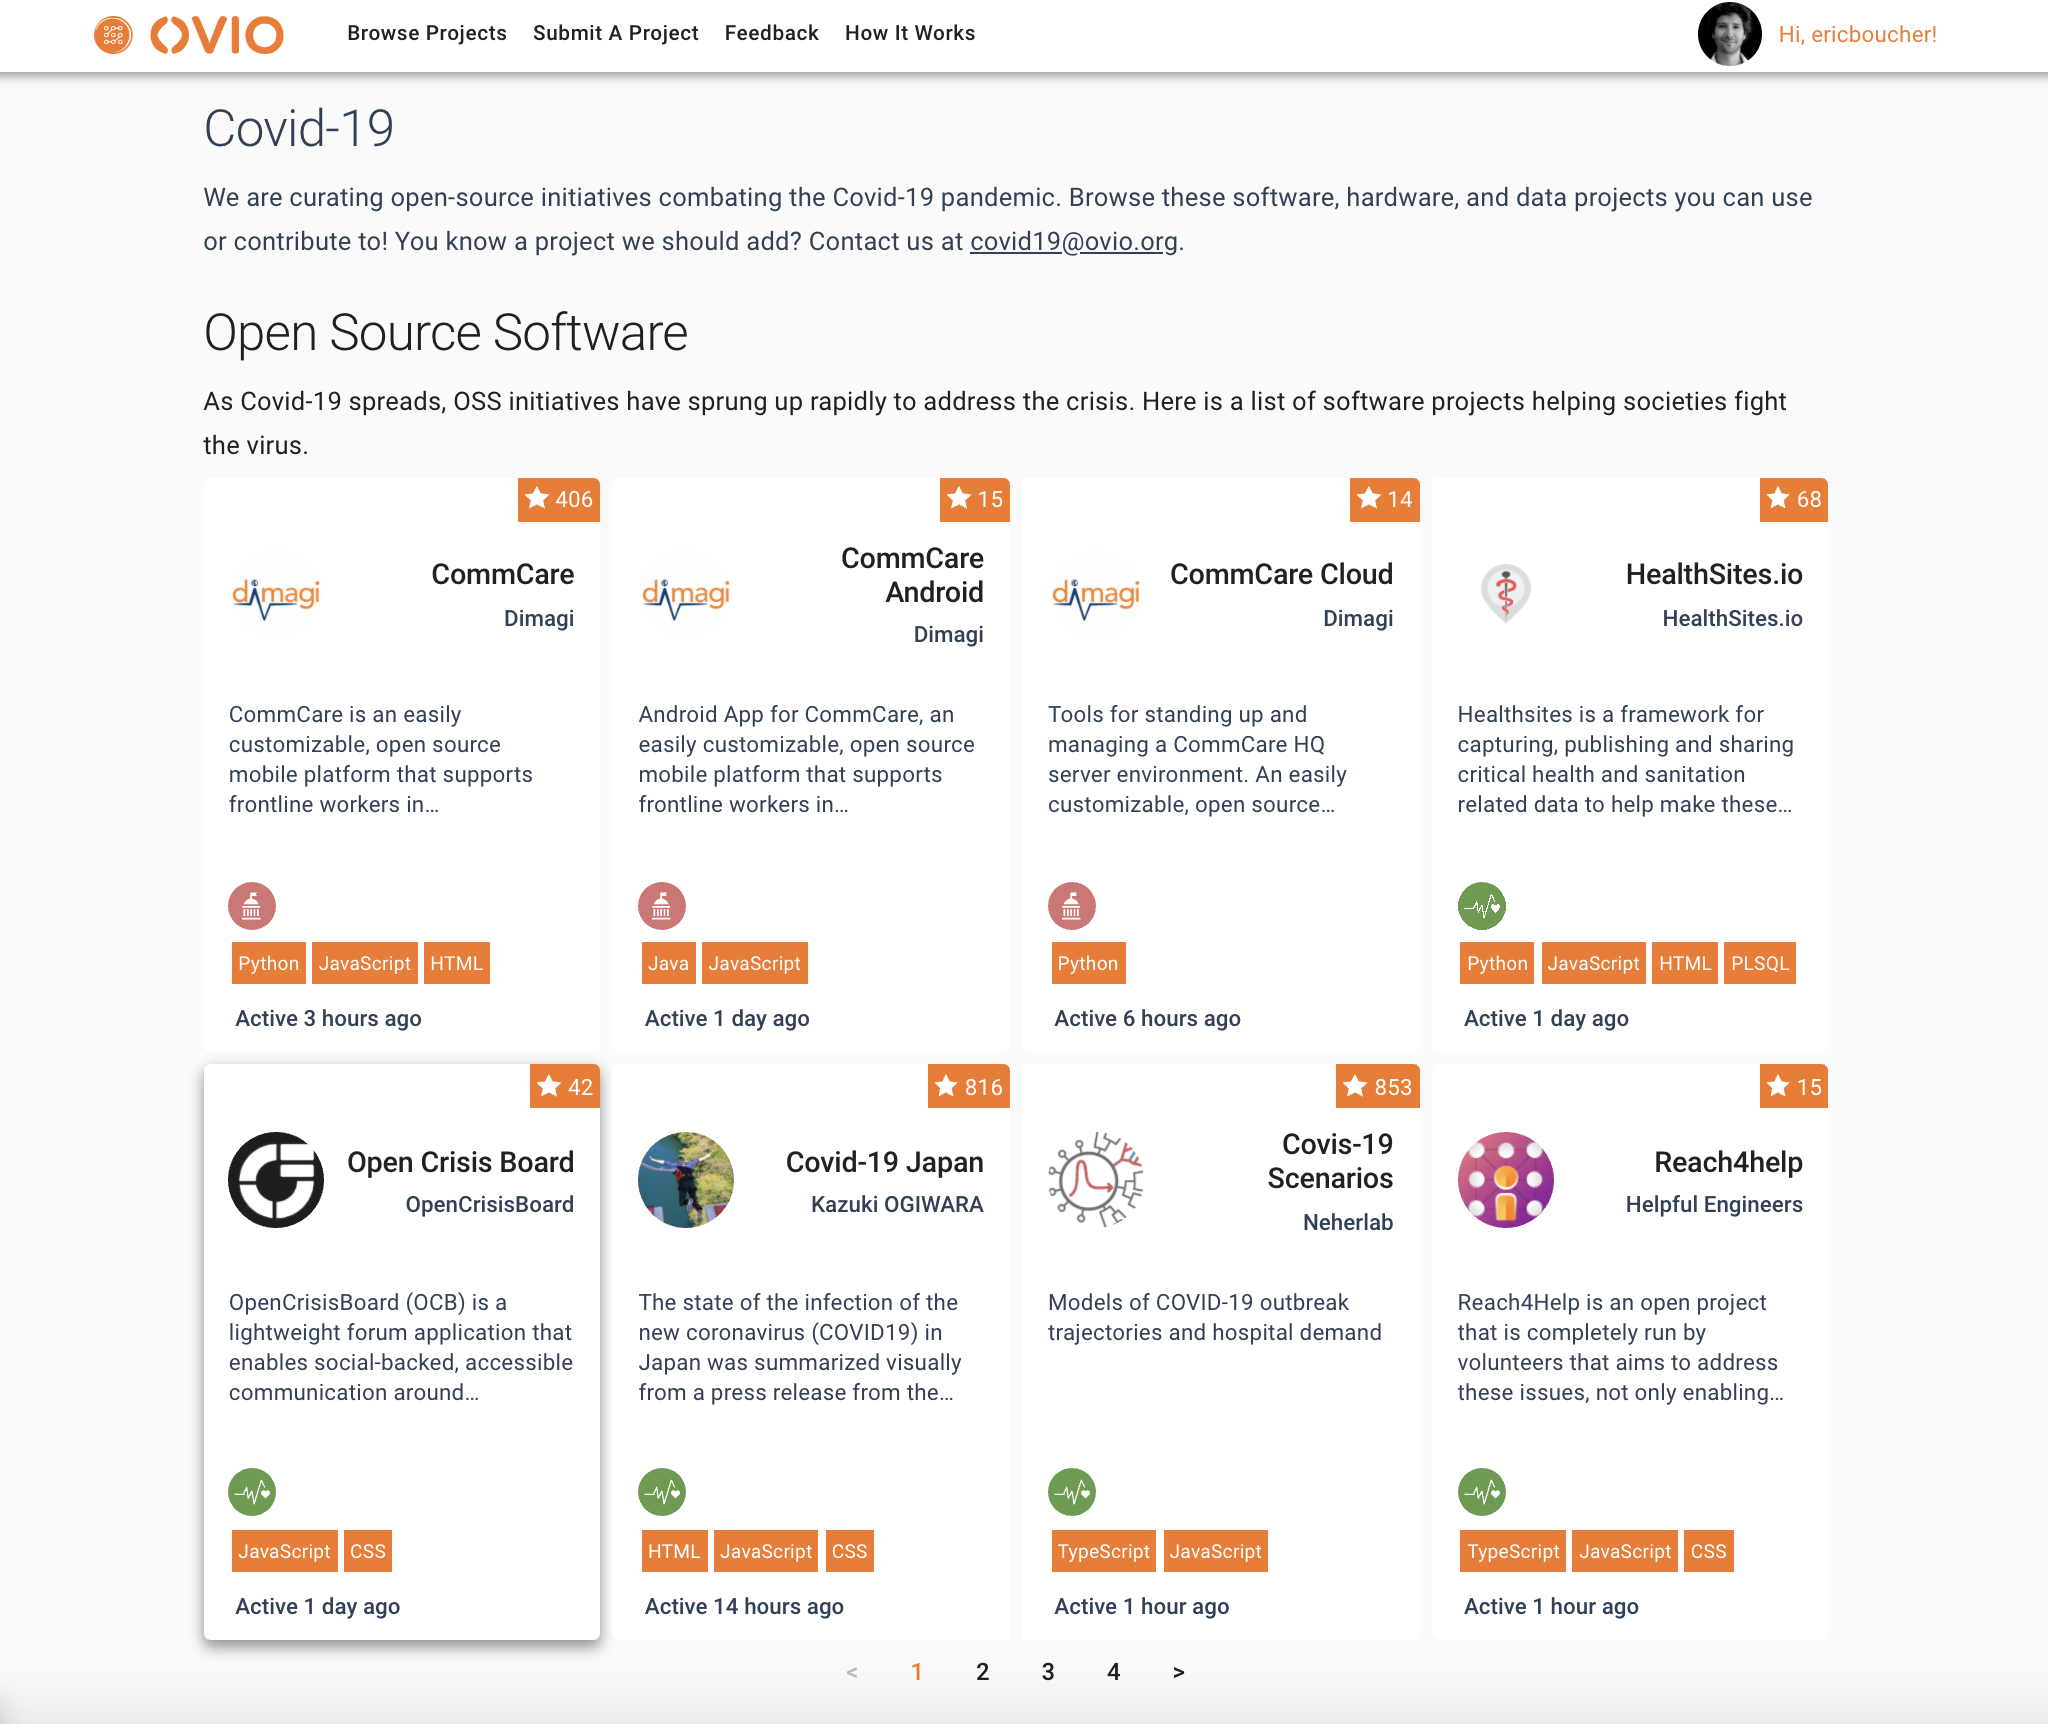 OVIO
Browse Projects Submit A Project Feedback How It Works
Hi, ericboucher!
Covid-19
We are curating open-source initiatives combating the Covid-19 pandemic. Browse these software, hardware, and data projects you can use
or contribute to! You know a project we should add? Contact us at covid19@ovio.org.
Open Source Software
As Covid-19 spreads, OSS initiatives have sprung up rapidly to address the crisis. Here is a list of software projects helping societies fight
the virus.
406
dimagi
CommCare
Dimagi
CommCare is an easily
customizable, open source
mobile platform that supports
frontline workers in...
Python JavaScript HTML
Active 3 hours ago
15
dimagi
CommCare
Android
Dimagi
Android App for CommCare, an
easily customizable, open source
mobile platform that supports
frontline workers in...
Java JavaScript
Active 1 day ago
14
dimagi
CommCare Cloud
Dimagi
Tools for standing up and
managing a CommCare HQ
server environment. An easily
customizable, open source...
Python
Active 6 hours ago
68
HealthSites.io
HealthSites.io
Healthsites is a framework for
capturing, publishing and sharing
critical health and sanitation
related data to help make these...
Python JavaScript HTML PLSQL
Active 1 day ago
42
Open Crisis Board
OpenCrisisBoard
OpenCrisisBoard (OCB) is a
lightweight forum application that
enables social-backed, accessible
communication around...
JavaScript CSS
Active 1 day ago
816
Covid-19 Japan
Kazuki OGIWARA
The state of the infection of the
new coronavirus (COVID19) in
Japan was summarized visually
from a press release from the...
HTML JavaScript CSS
Active 14 hours ago
853
Covis-19
Scenarios
Neherlab
Models of COVID-19 outbreak
trajectories and hospital demand
TypeScript JavaScript
Active 1 hour ago
15
Reach4help
Helpful Engineers
Reach4Help is an open project
that is completely run by
volunteers that aims to address
these issues, not only enabling...
TypeScript JavaScript CSS
Active 1 hour ago
< 1 2 3 4 >